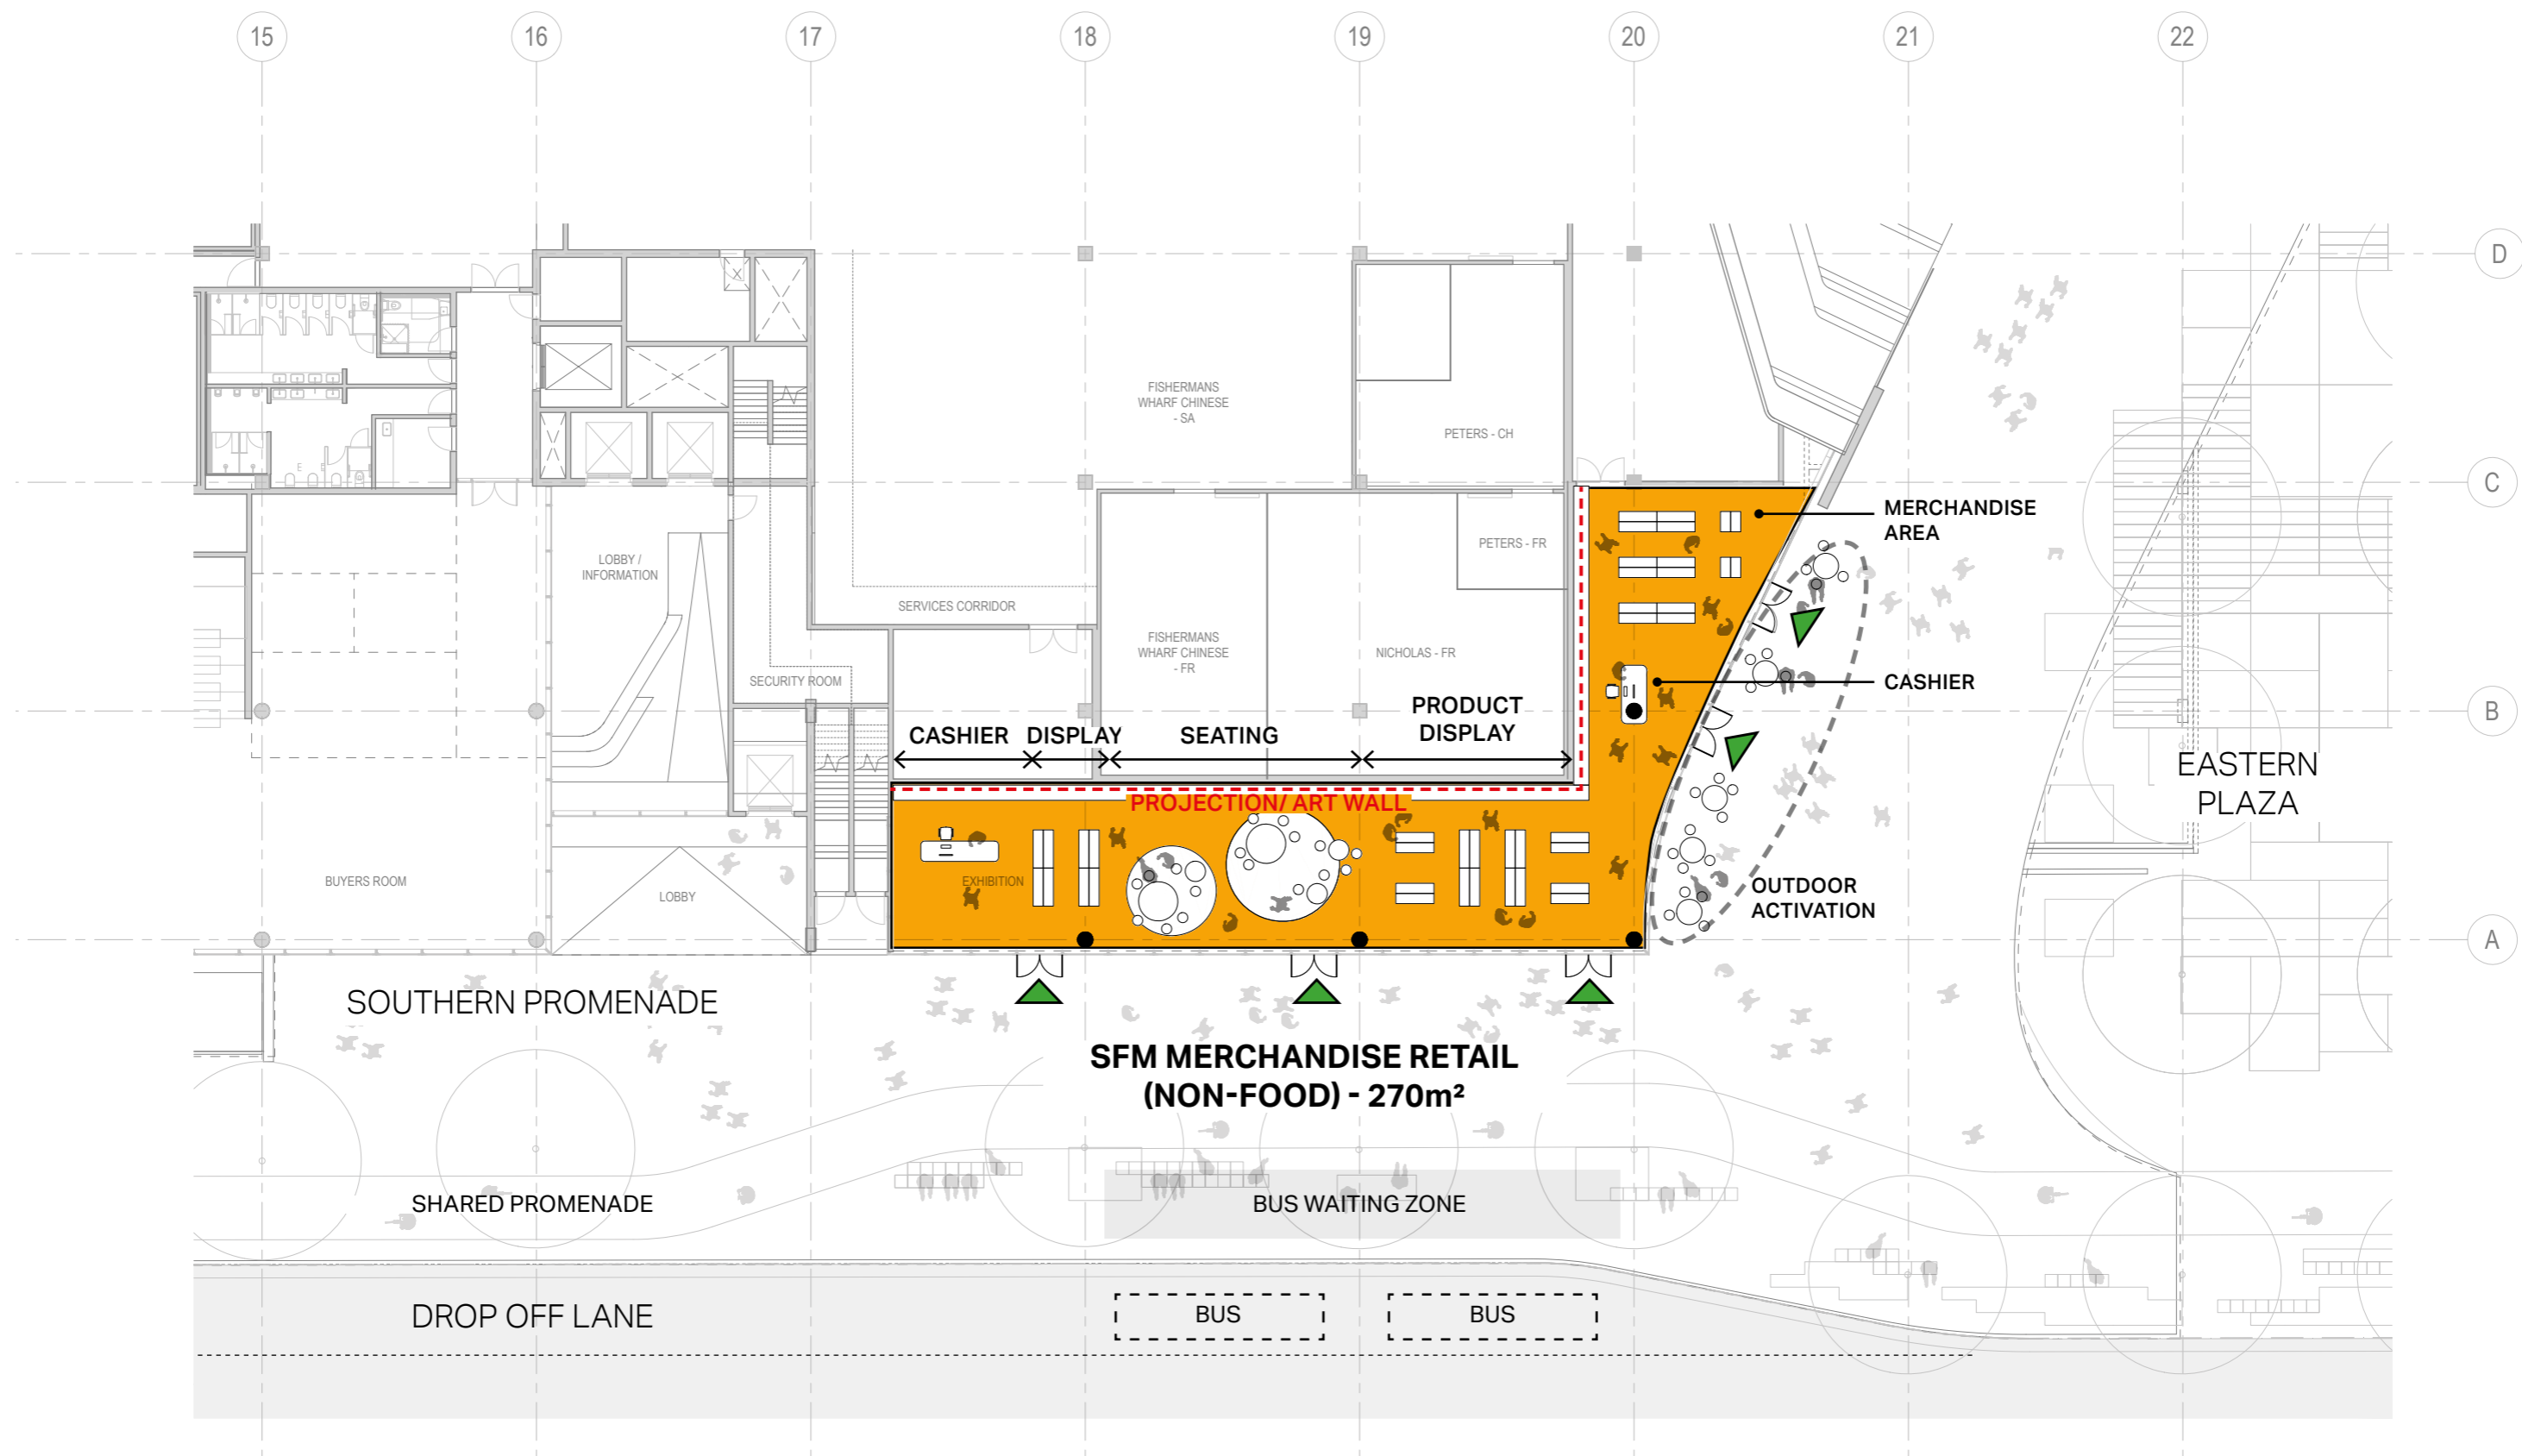 15
16
17
18
19
20
21
22
D
C
B
A
FISHERMANS
WHARF CHINESE
- SA
PETERS - CH
MERCHANDISE
AREA
PETERS - FR
LOBBY /
INFORMATION
SERVICES CORRIDOR
FISHERMANS
WHARF CHINESE
- FR
NICHOLAS - FR
SECURITY ROOM
CASHIER
PRODUCT
DISPLAY
CASHIER
DISPLAY
SEATING
EASTERN
PLAZA
PROJECTION/ ART WALL
EXHIBITION
BUYERS ROOM
LOBBY
OUTDOOR
ACTIVATION
SOUTHERN PROMENADE
SFM MERCHANDISE RETAIL
(NON-FOOD) - 270m²
SHARED PROMENADE
BUS WAITING ZONE
DROP OFF LANE
BUS
BUS